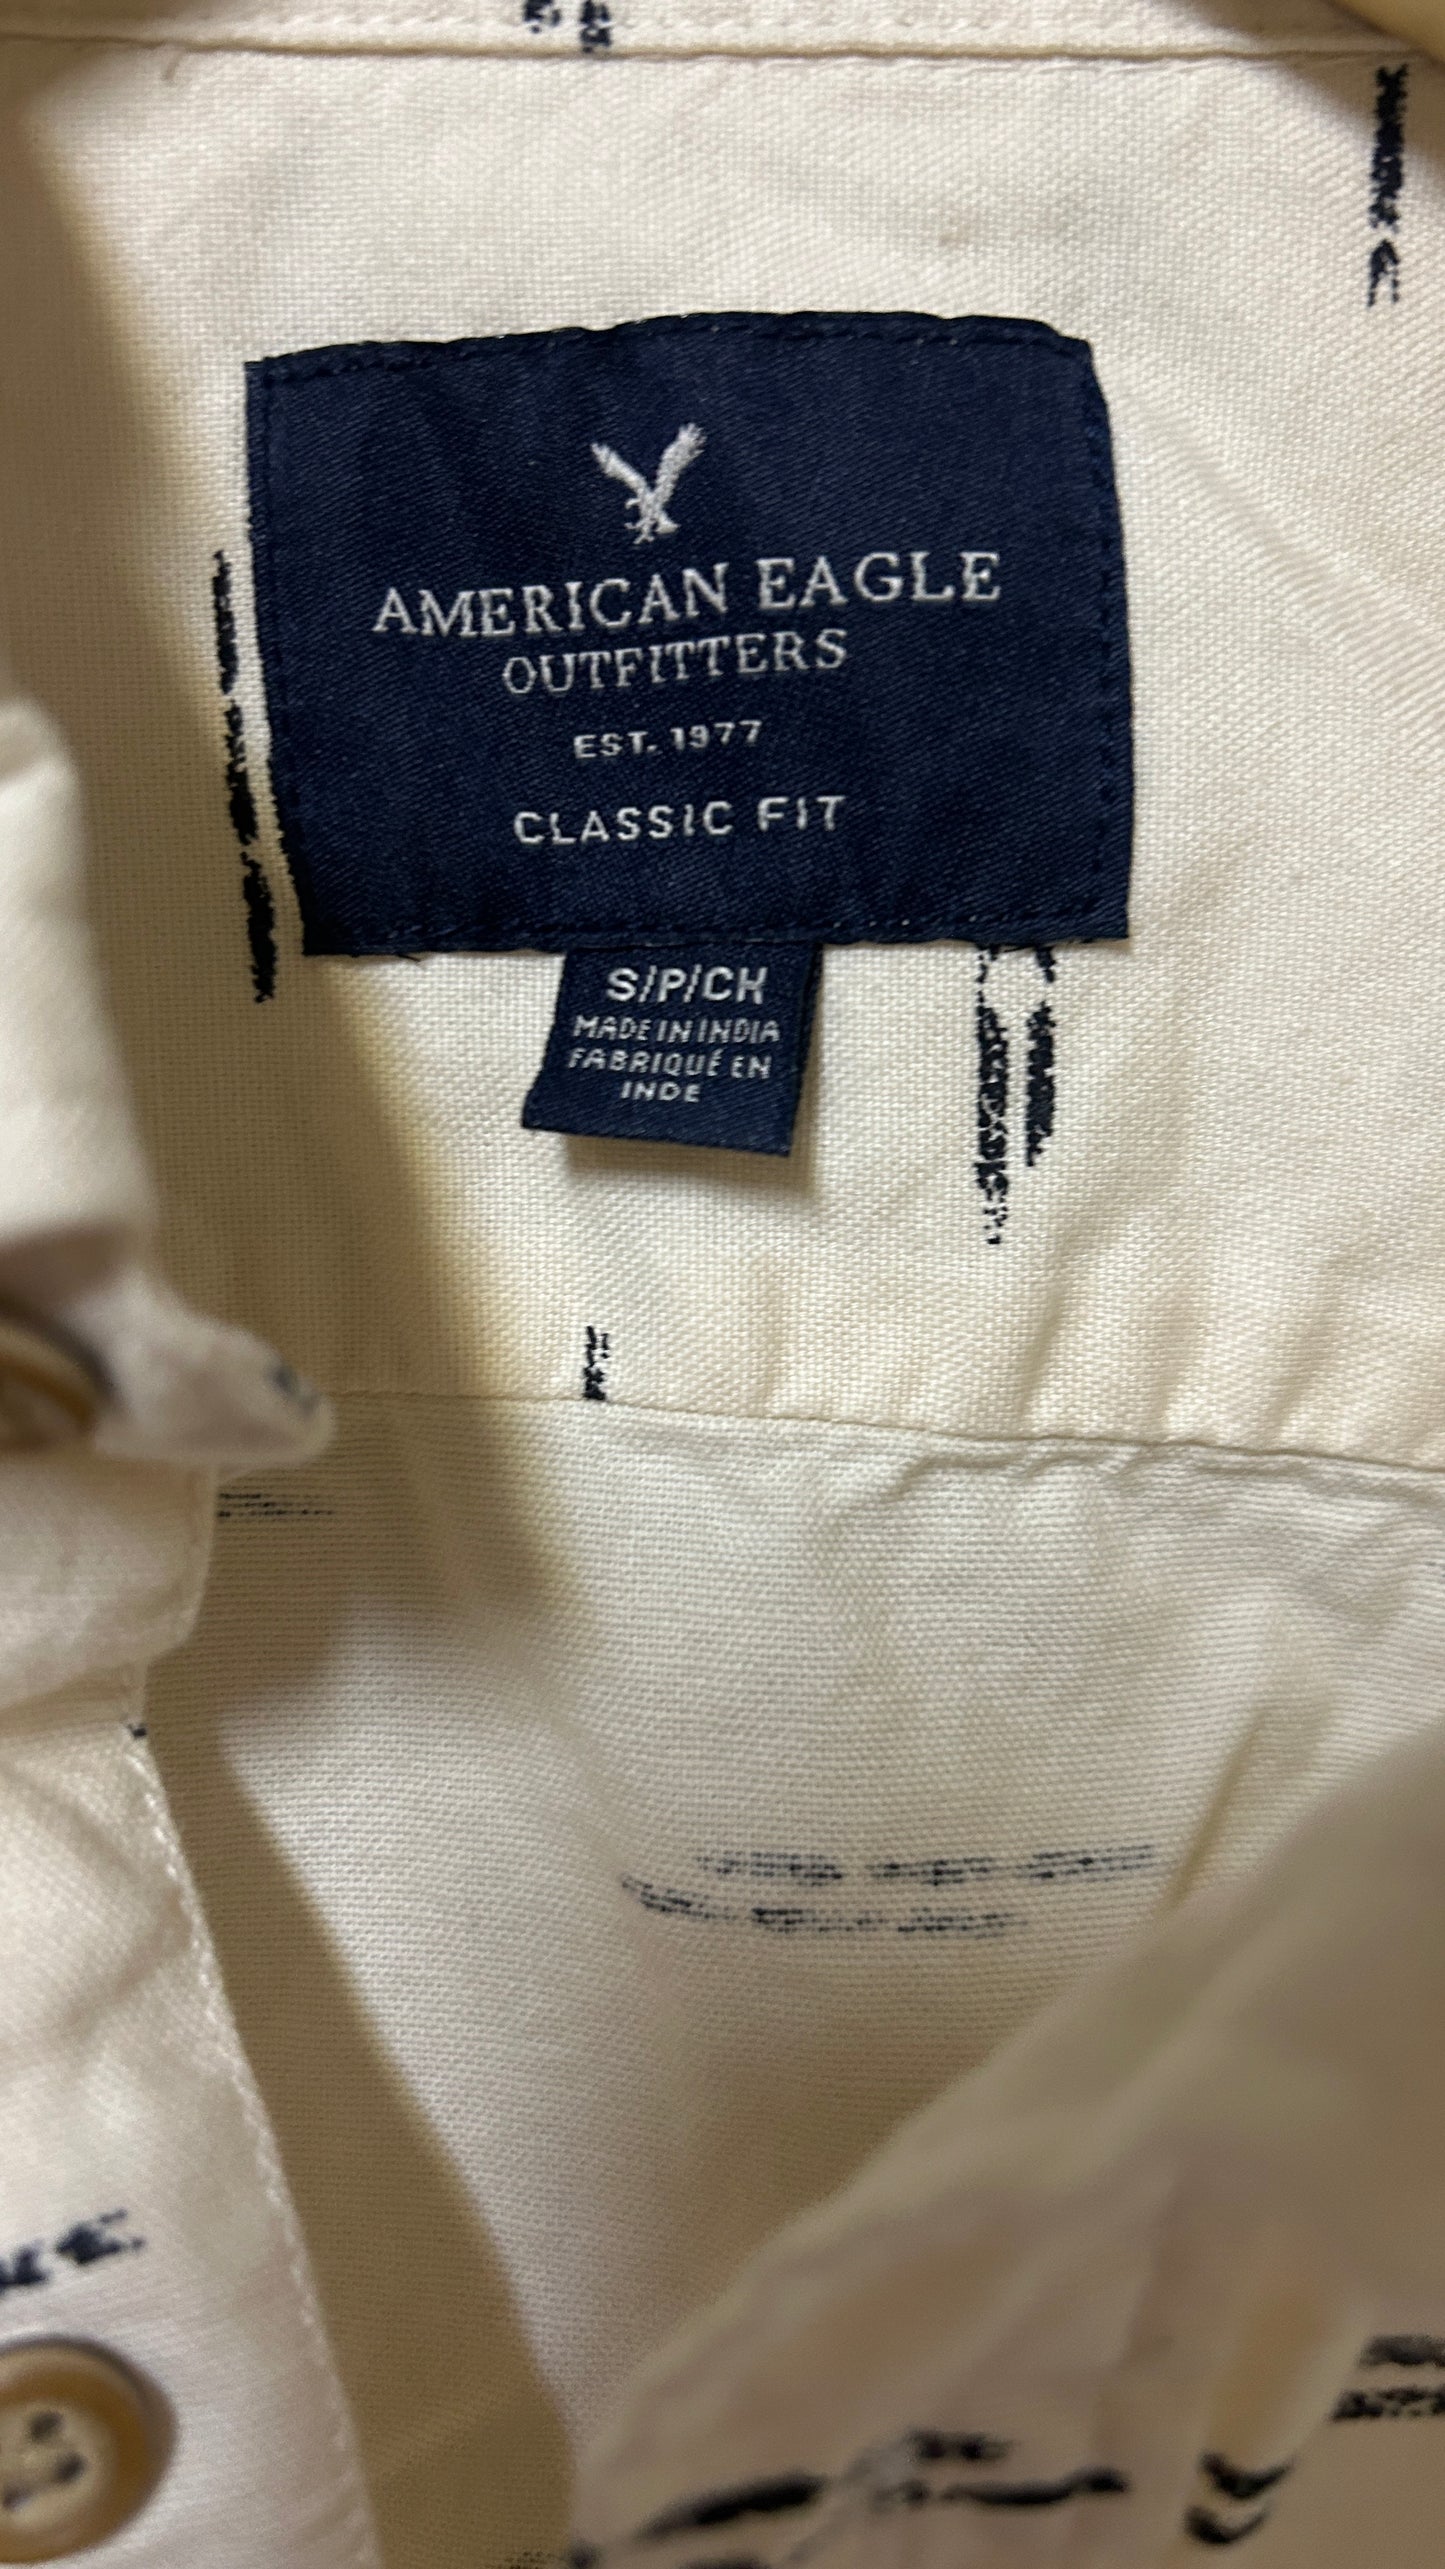 AMERICAN EAGLE
OUTFITTERS
EST. 1977
CLASSIC FIT
S/P/CH
MADE IN INDIA
FABRIQUÉ EN
INDE